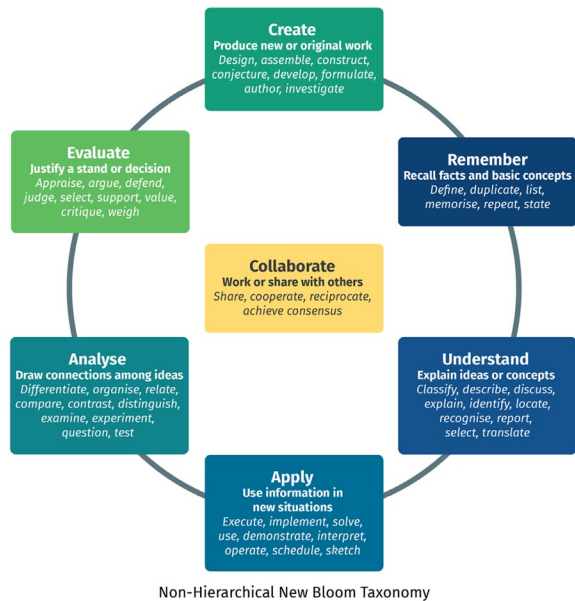 Create
Produce new or original work
Design, assemble, construct,
conjecture, develop, formulate,
author, investigate
Evaluate
Justify a stand or decision
Appraise, argue, defend,
judge, select, support, value,
critique, weigh
Remember
Recall facts and basic concepts
Define, duplicate, list,
memorise, repeat, state
Collaborate
Work or share with others
Share, cooperate, reciprocate,
achieve consensus
Analyse
Draw connections among ideas
Differentiate, organise, relate,
compare, contrast, distinguish,
examine, experiment,
question, test
Understand
Explain ideas or concepts
Classify, describe, discuss,
explain, identify, locate,
recognise, report,
select, translate
Apply
Use information in
new situations
Execute, implement, solve,
use, demonstrate, interpret,
operate, schedule, sketch
Non-Hierarchical New Bloom Taxonomy